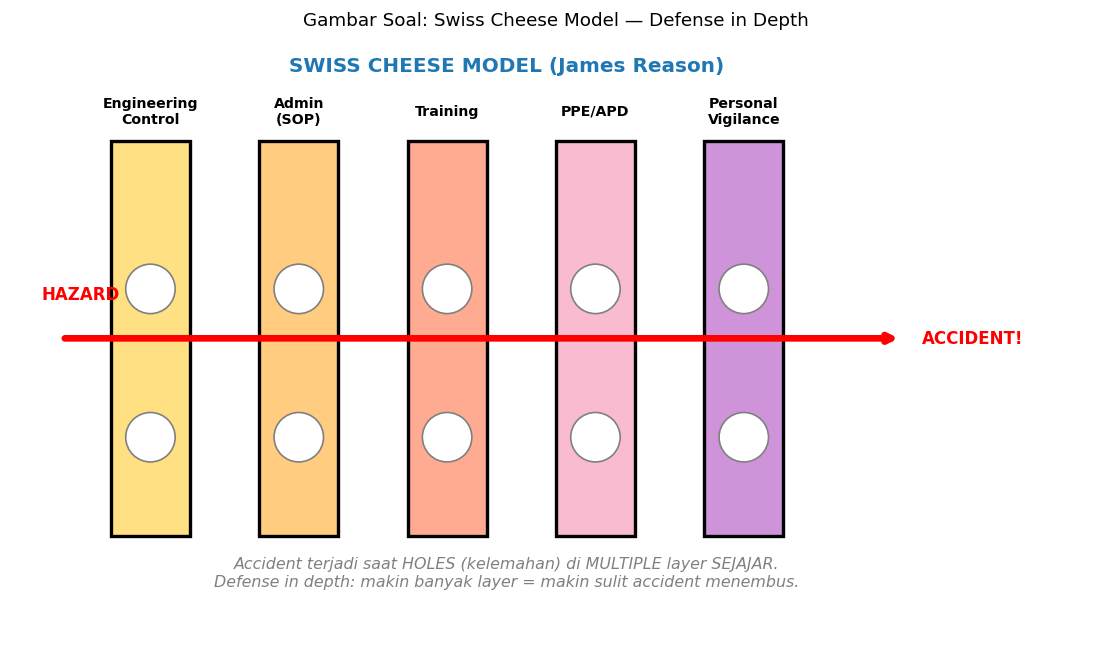 Gambar Soal: Swiss Cheese Model — Defense in Depth
SWISS CHEESE MODEL (James Reason)
Engineering
Control
Admin
(SOP)
Training
PPE/APD
Personal
Vigilance
HAZARD
ACCIDENT!
Accident terjadi saat HOLES (kelemahan) di MULTIPLE layer SEJAJAR.
Defense in depth: makin banyak layer = makin sulit accident menembus.